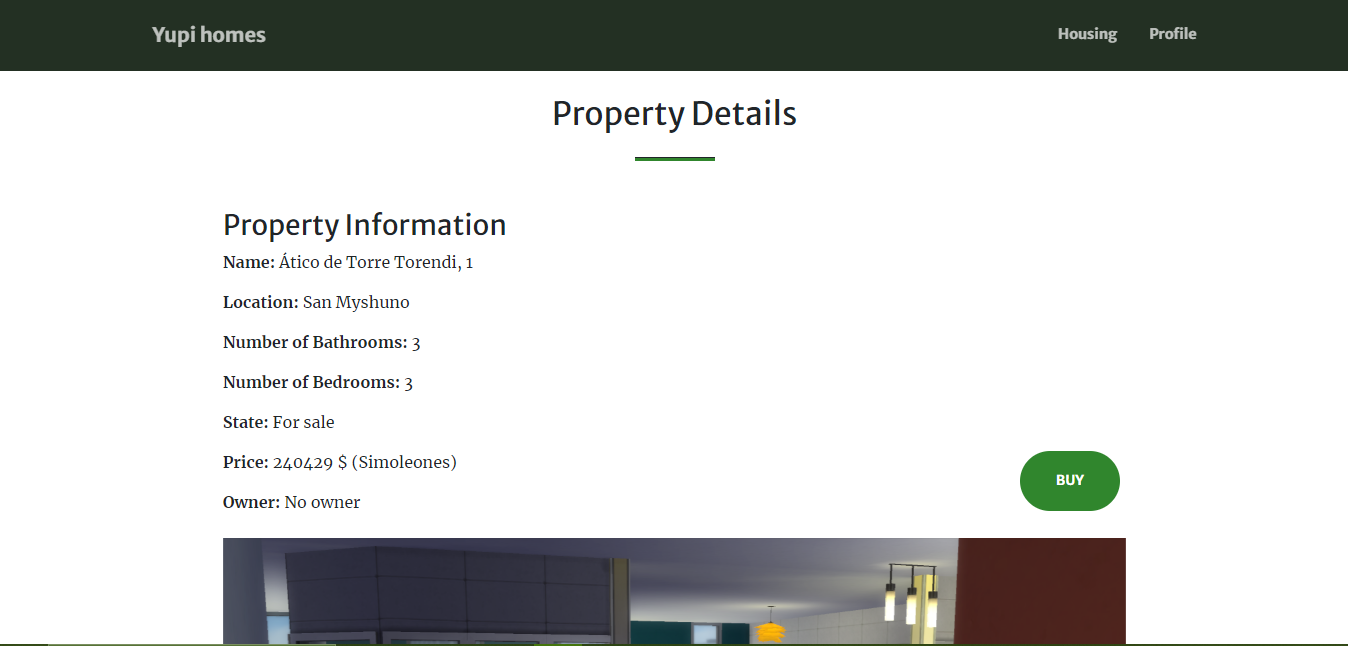 Yupi homes
Housing Profile
Property Details
Property Information
Name: Ático de Torre Torendi, 1
Location: San Myshuno
Number of Bathrooms: 3
Number of Bedrooms: 3
State: For sale
Price: 240429 $ (Simoleones)
Owner: No owner
BUY